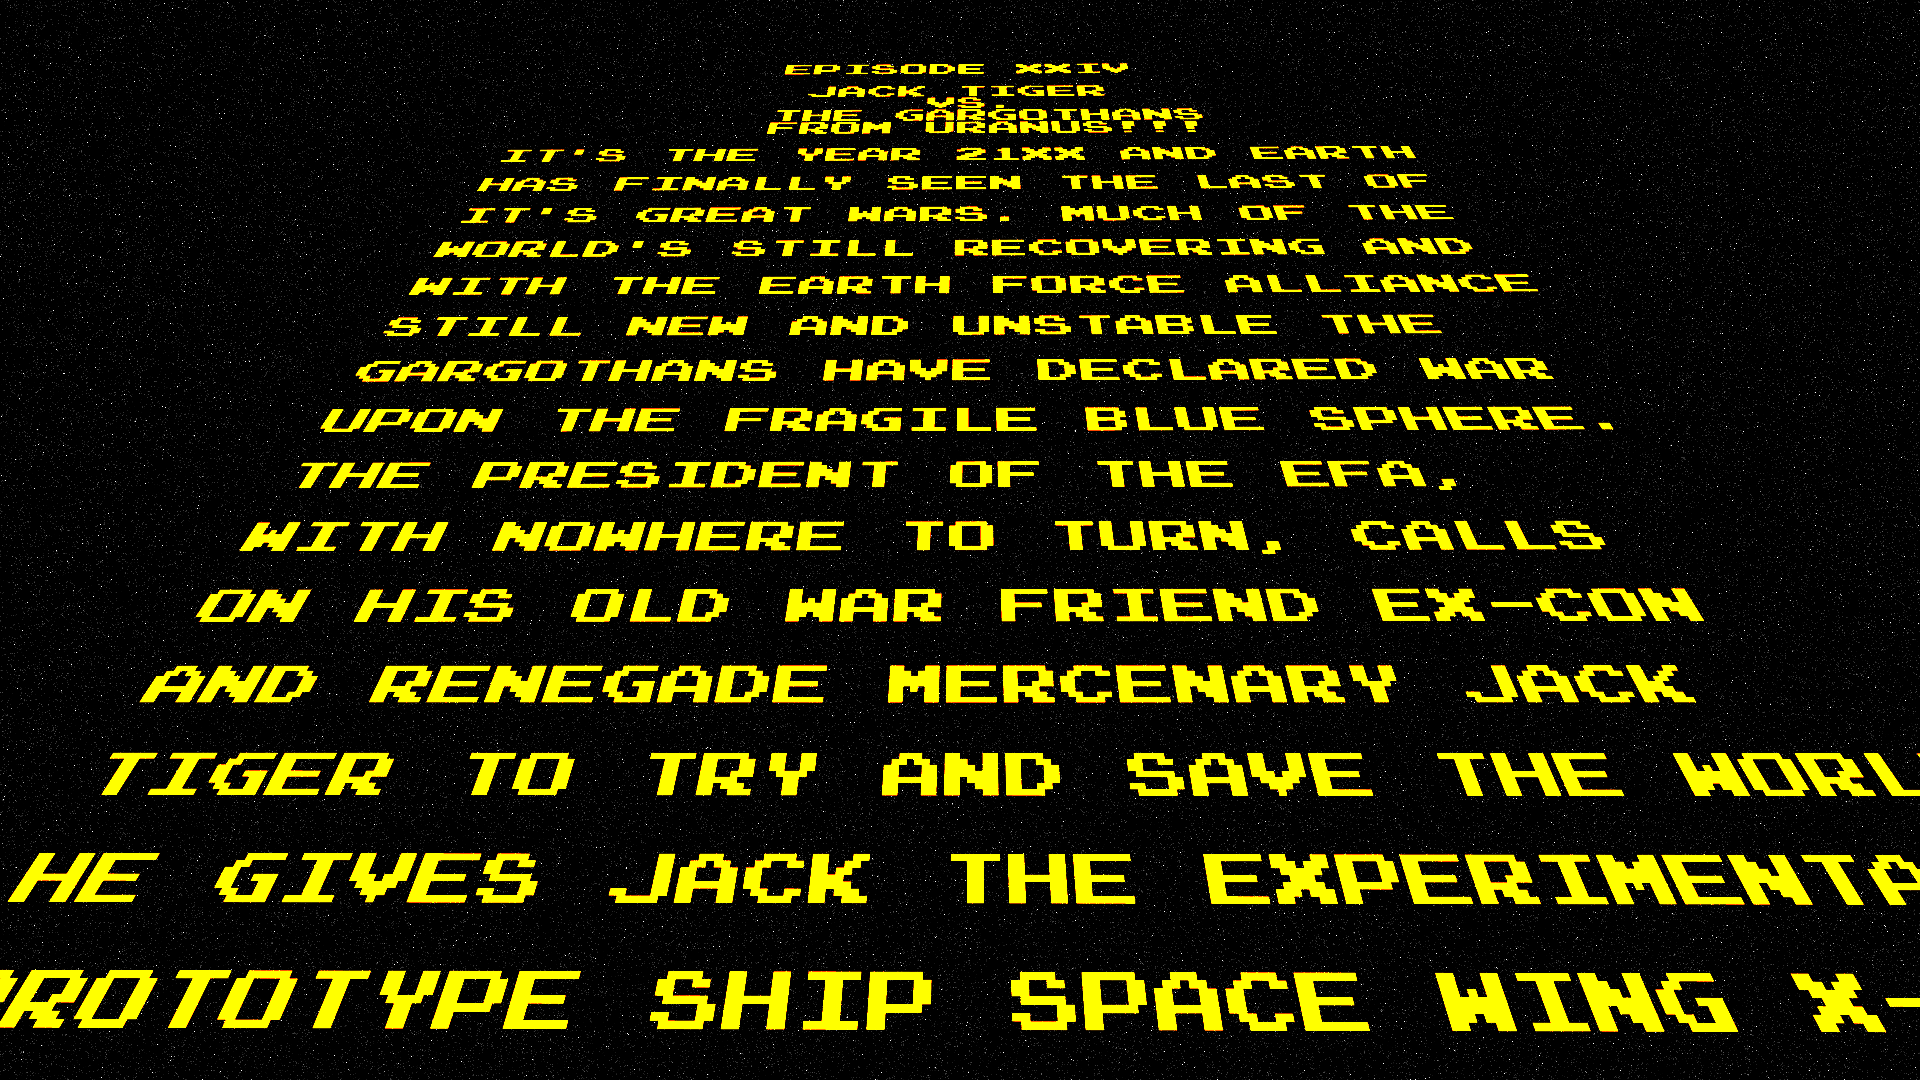 EPISODE XXIV
JACK TIGER
VS.
THE GARGOTHANS
FROM URANUS!!!
IT'S THE YEAR 21XX AND EARTH
HAS FINALLY SEEN THE LAST OF
IT'S GREAT WARS. MUCH OF THE
WORLD'S STILL RECOVERING AND
WITH THE EARTH FORCE ALLIANCE
STILL NEW AND UNSTABLE THE
GARGOTHANS HAVE DECLARED WAR
UPON THE FRAGILE BLUE SPHERE.
THE PRESIDENT OF THE EFA,
WITH NOWHERE TO TURN, CALLS
ON HIS OLD WAR FRIEND EX-CON
AND RENEGADE MERCENARY JACK
TIGER TO TRY AND SAVE THE WORL
HE GIVES JACK THE EXPERIMENTA
ROTOTYPE SHIP SPACE WING X-